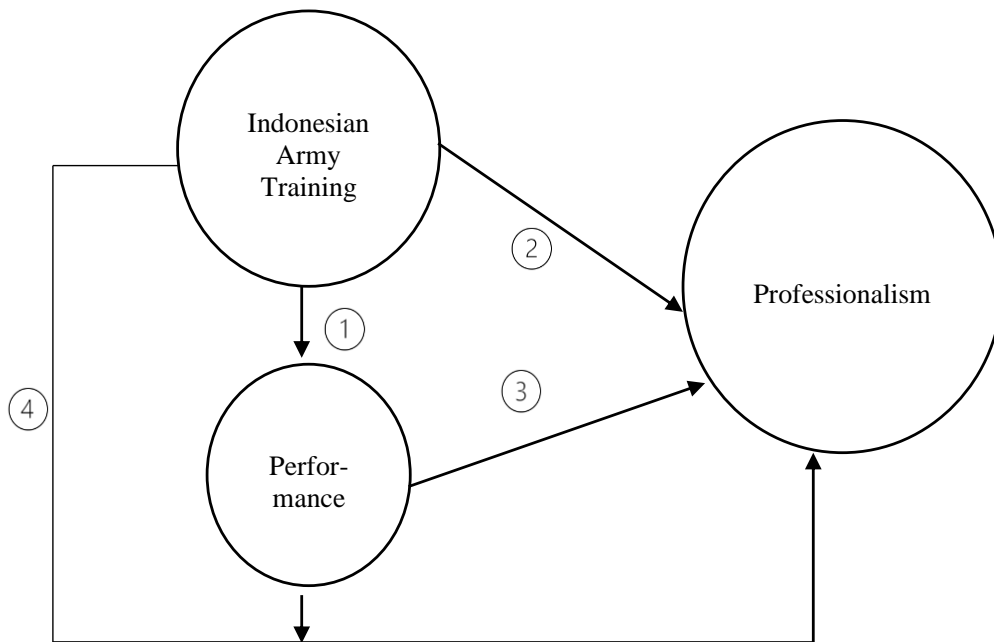 Indonesian
Army
Training
2
Professionalism
1
3
4
Perfor-
mance